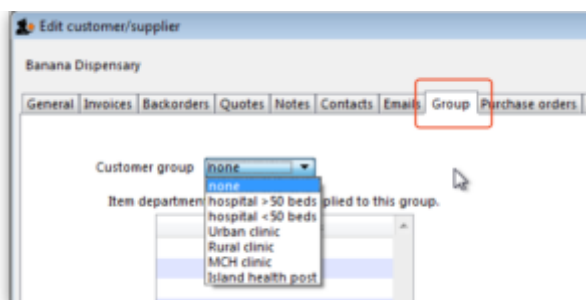 Edit customer/supplier
Banana Dispensary
General Invoices Backorders Quotes Notes Contacts Emails Group Purchase orders
Customer group none
none
Item department plied to this group.
hospital >50 beds
hospital <50 beds
Urban clinic
Rural clinic
MCH clinic
Island health post